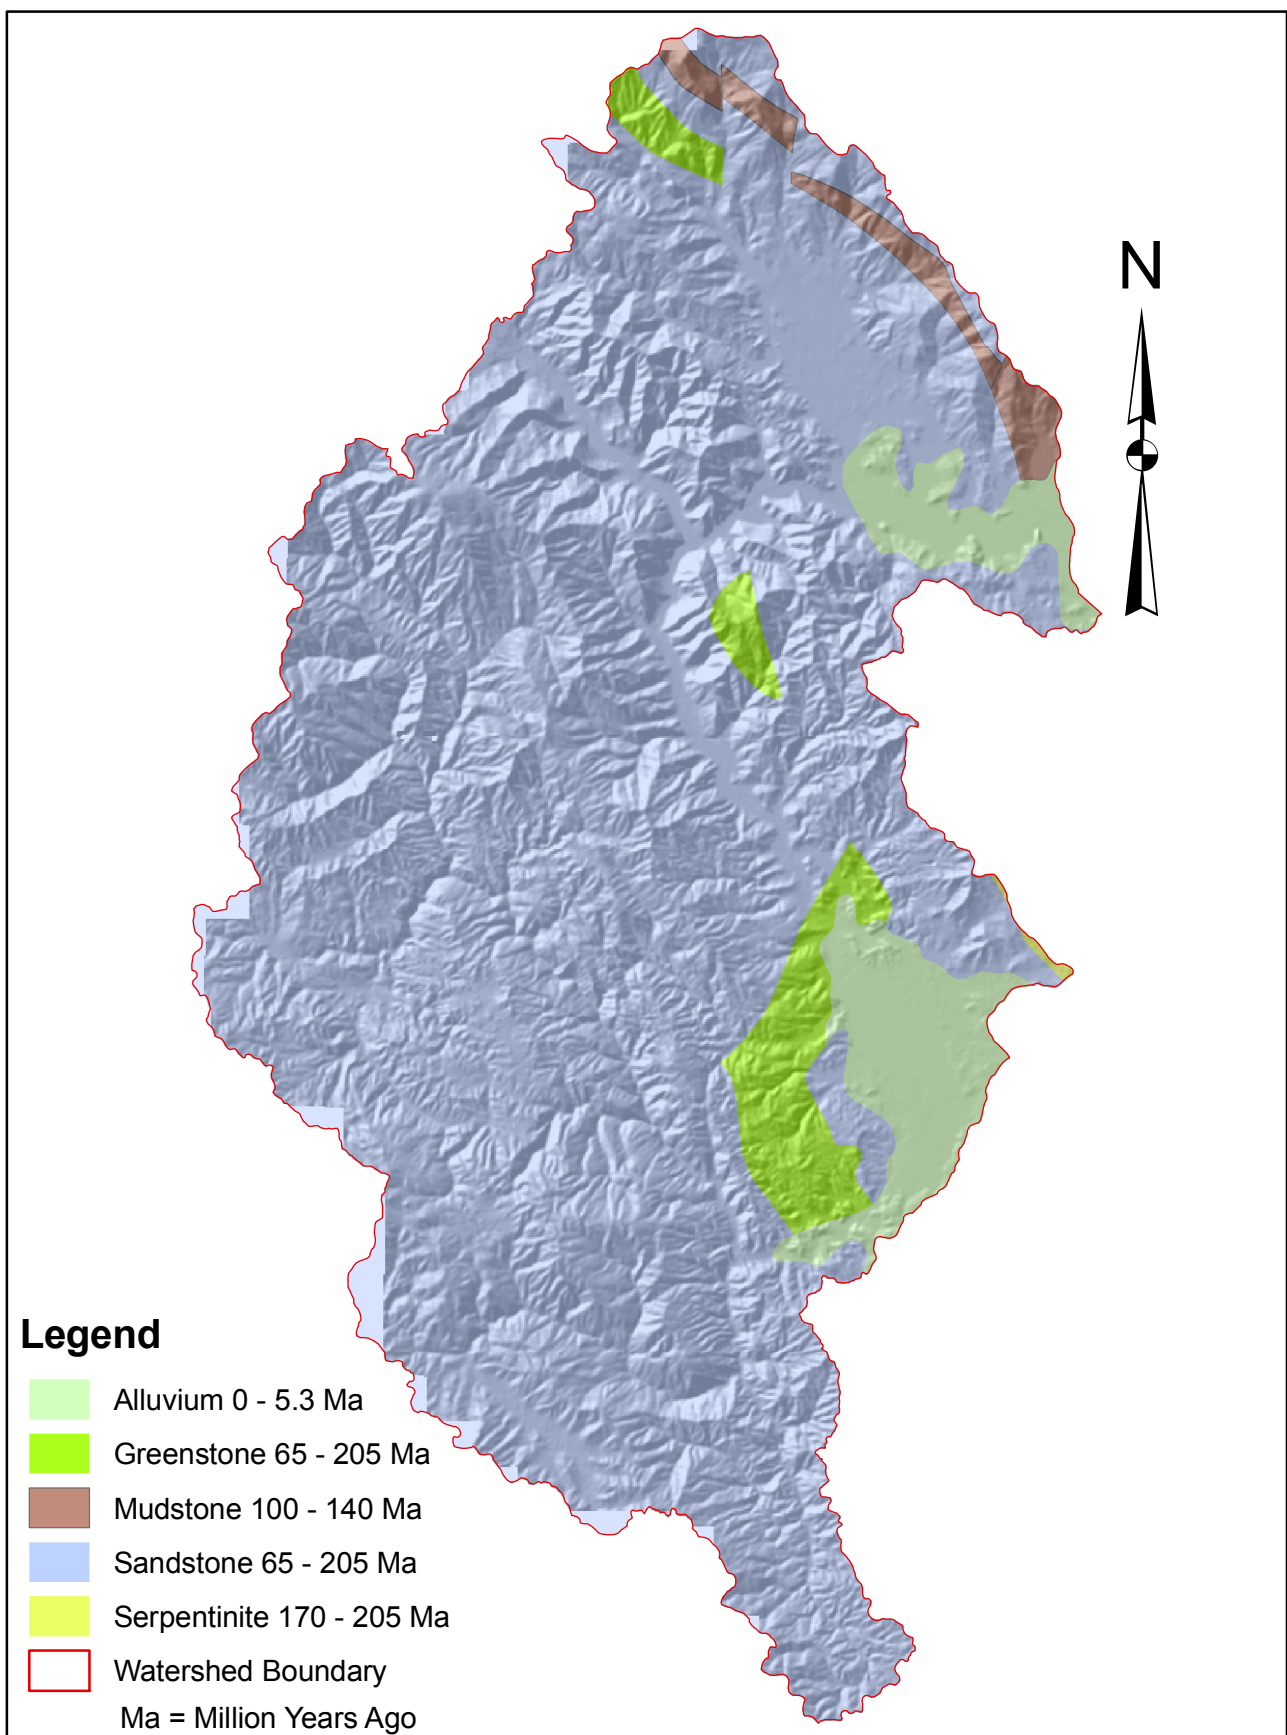 N
Legend
Alluvium 0 - 5.3 Ma
Greenstone 65 - 205 Ma
Mudstone 100 - 140 Ma
Sandstone 65 - 205 Ma
Serpentinite 170 - 205 Ma
Watershed Boundary
Ma = Million Years Ago